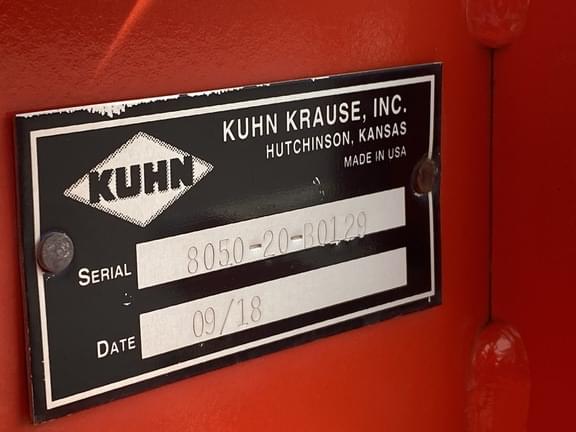 KUHN KRAUSE, INC.
HUTCHINSON, KANSAS
MADE IN USA
KUHN
SERIAL 8050-20-B0129
DATE 09/18